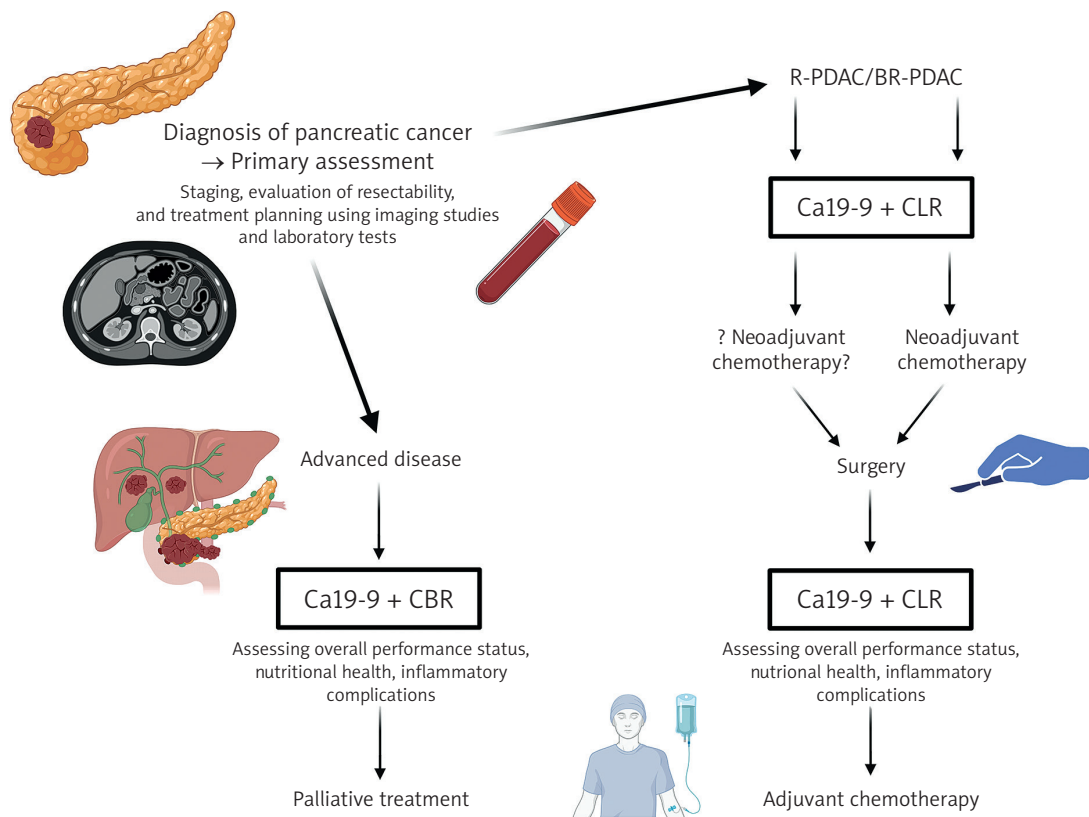 Diagnosis of pancreatic cancer
→ Primary assessment
Staging, evaluation of resectability,
and treatment planning using imaging studies
and laboratory tests
R-PDAC/BR-PDAC
Ca19-9 + CLR
? Neoadjuvant
chemotherapy?
Neoadjuvant
chemotherapy
Surgery
Ca19-9 + CLR
Assessing overall performance status,
nutrional health, inflammatory
complications
Adjuvant chemotherapy
Advanced disease
Ca19-9 + CBR
Assessing overall performance status,
nutritional health, inflammatory
complications
Palliative treatment